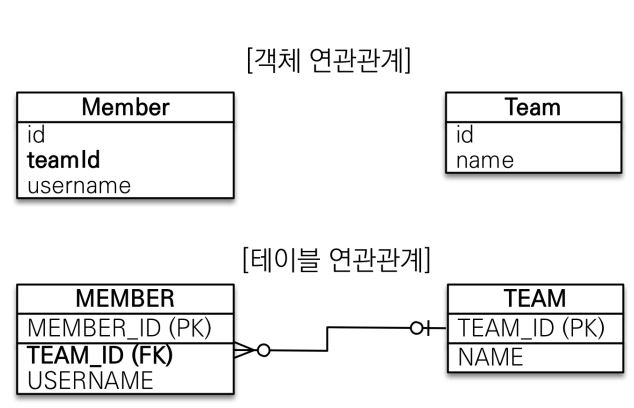 [객체 연관관계]
Member
id
teamId
username
Team
id
name
[테이블 연관관계]
MEMBER
MEMBER_ID (PK)
TEAM_ID (FK)
USERNAME
TEAM
TEAM_ID (PK)
NAME